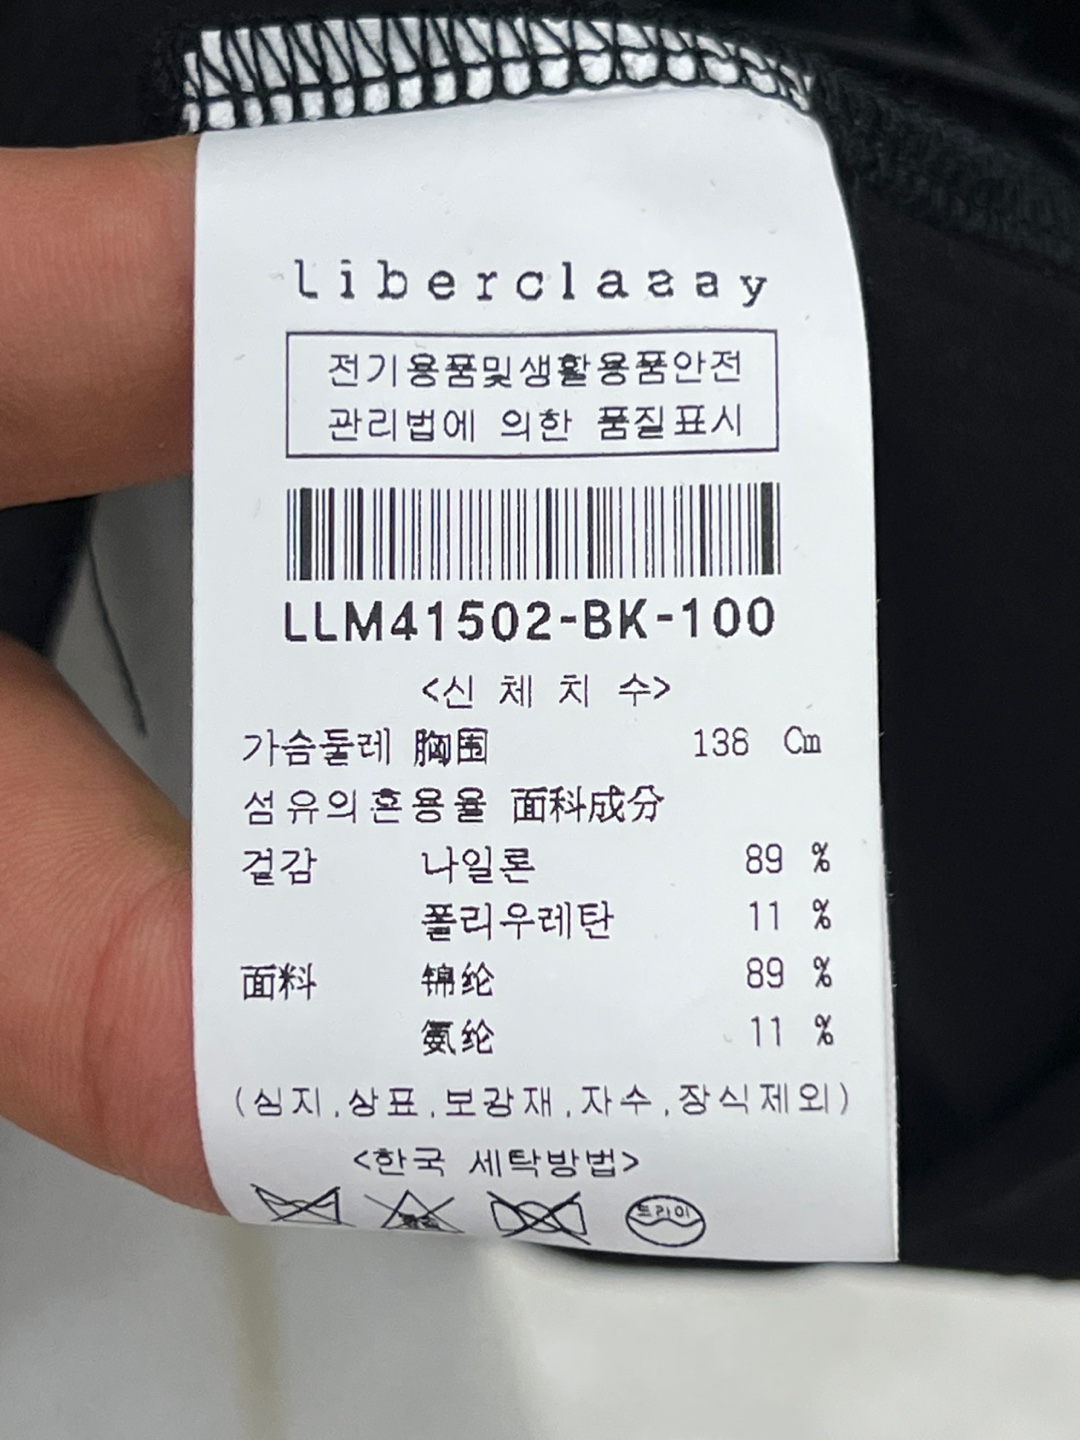 liberclassy
전기용품및생활용품안전
관리법에 의한 품질표시
LLM41502-BK-100
<신 체 치 수>
가슴둘레 胸围 138 Cm
섬유의혼용율 面科成分
겉감 나일론 89 %
폴리우레탄 11 %
面料 锦纶 89 %
氨纶 11 %
(심지,상표,보강재,자수,장식제외)
<한국 세탁방법>
드라이